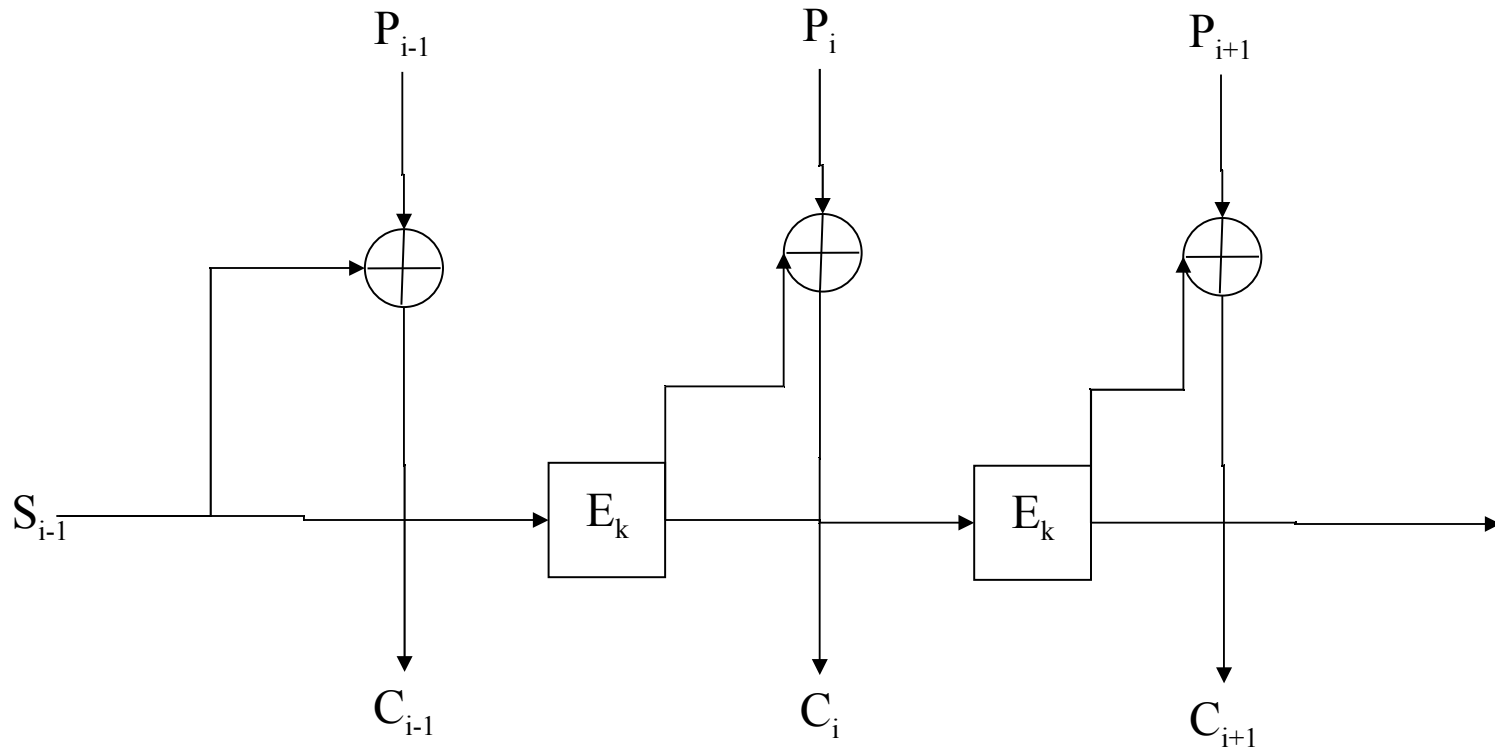 P_{i-1} P_i P_{i+1}
S_{i-1} E_k E_k
C_{i-1} C_i C_{i+1}